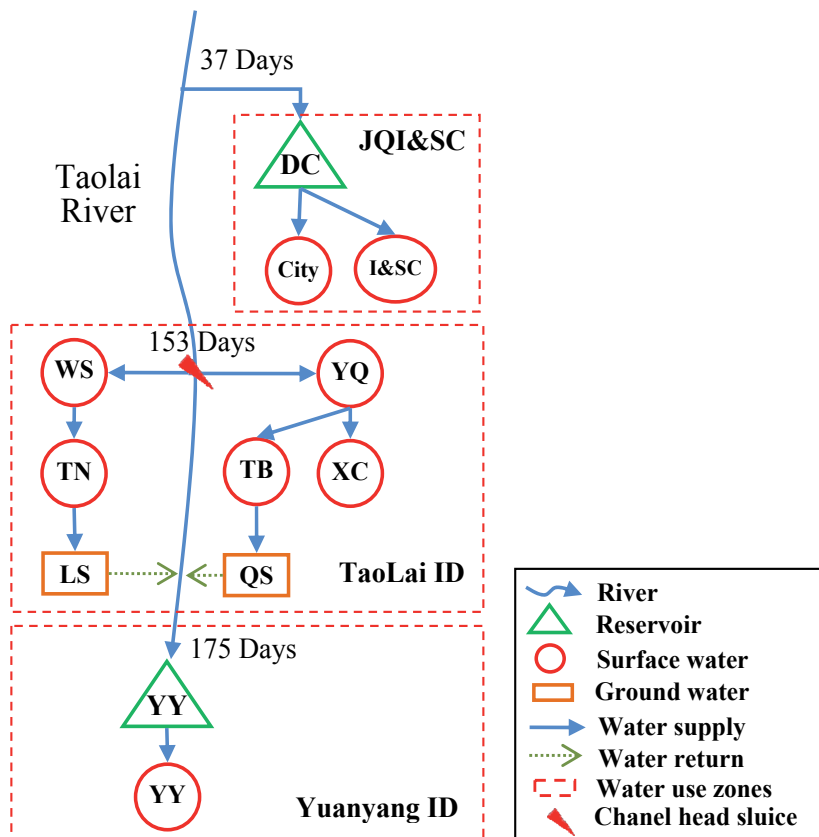 37 Days
JQI&SC
DC
Taolai
River
City
I&SC
153 Days
WS
YQ
TN
TB
XC
LS
QS
TaoLai ID
175 Days
YY
YY
Yuanyang ID
River
Reservoir
Surface water
Ground water
Water supply
Water return
Water use zones
Chanel head sluice